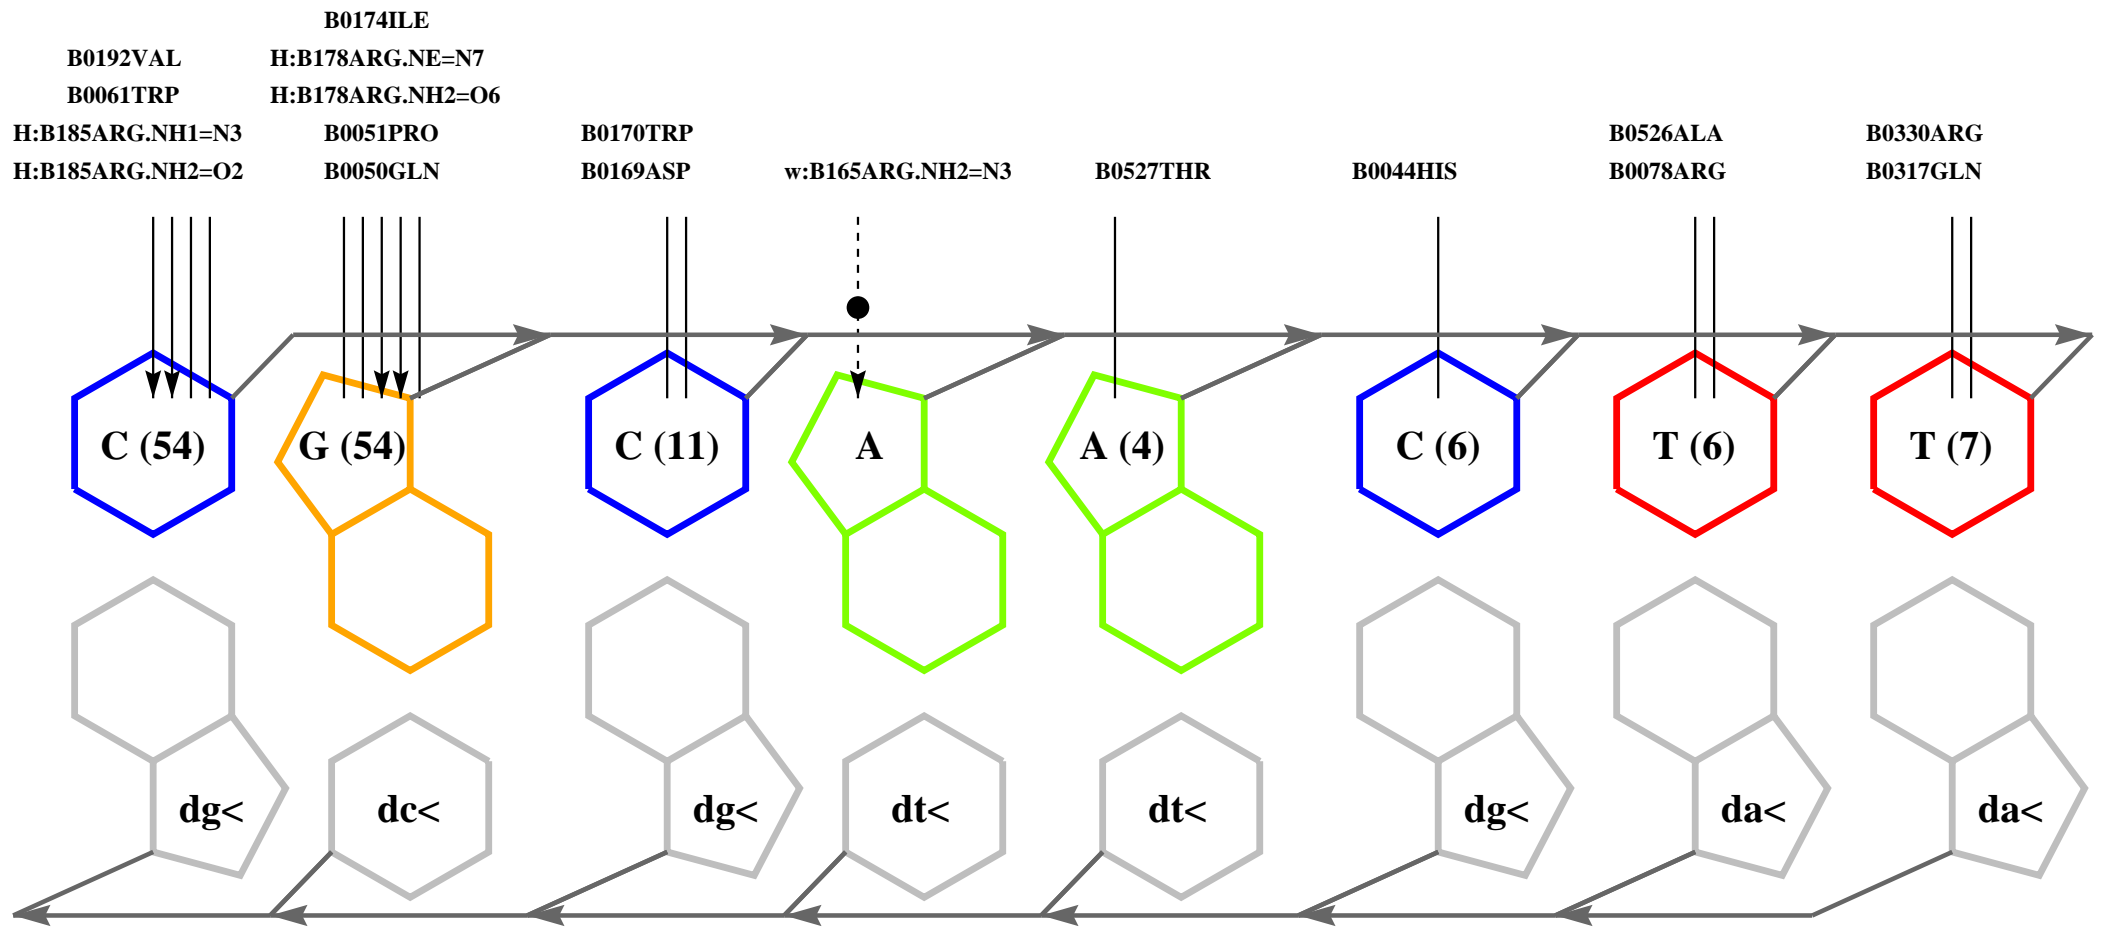 B0174ILE
B0192VAL H:B178ARG.NE=N7
B0061TRP H:B178ARG.NH2=O6
H:B185ARG.NH1=N3 B0051PRO B0170TRP B0526ALA B0330ARG
H:B185ARG.NH2=O2 B0050GLN B0169ASP w:B165ARG.NH2=N3 B0527THR B0044HIS B0078ARG B0317GLN
C (54) G (54) C (11) A A (4) C (6) T (6) T (7)
dg< dc< dg< dt< dt< dg< da< da<